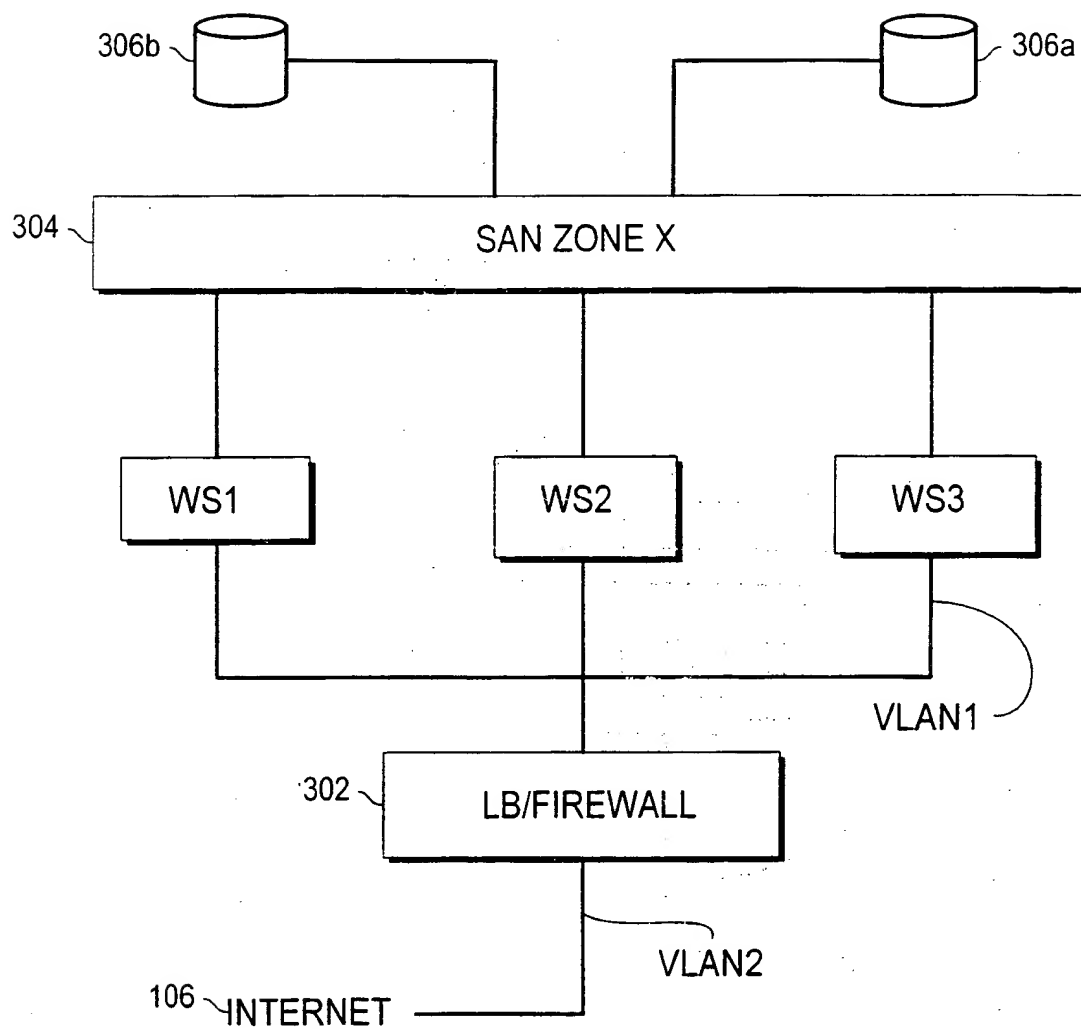 306b
306a
304
SAN ZONE X
WS1
WS2
WS3
VLAN1
302
LB/FIREWALL
VLAN2
106
INTERNET